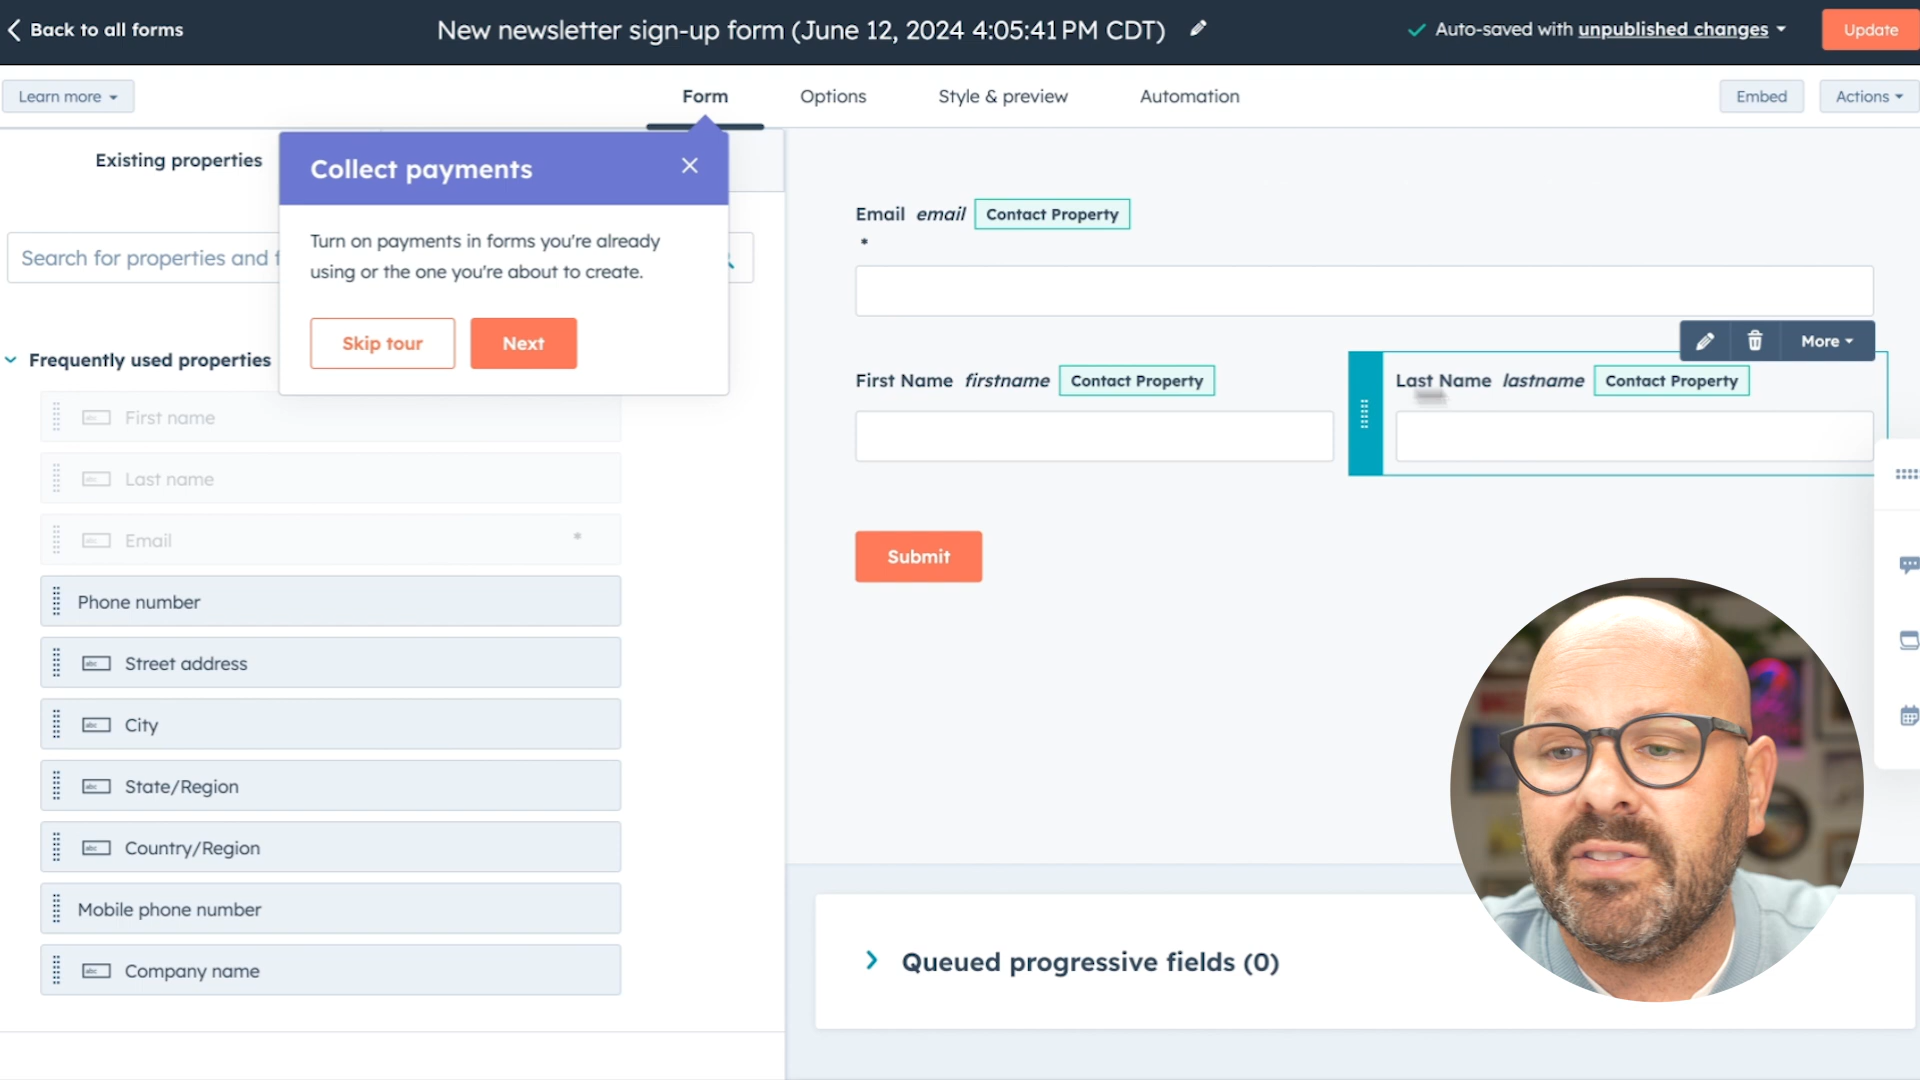 Back to all forms
New newsletter sign-up form (June 12, 2024 4:05:41 PM CDT)
Auto-saved with unpublished changes
Update
Learn more
Form
Options
Style & preview
Automation
Embed
Actions
Existing properties
Collect payments
Turn on payments in forms you're already
using or the one you're about to create.
Skip tour
Next
Search for properties and
Frequently used properties
First name
Last name
Email *
Phone number
Street address
City
State/Region
Country/Region
Mobile phone number
Company name
Email email Contact Property
*
More
First Name firstname Contact Property
Last Name lastname Contact Property
Submit
Queued progressive fields (0)